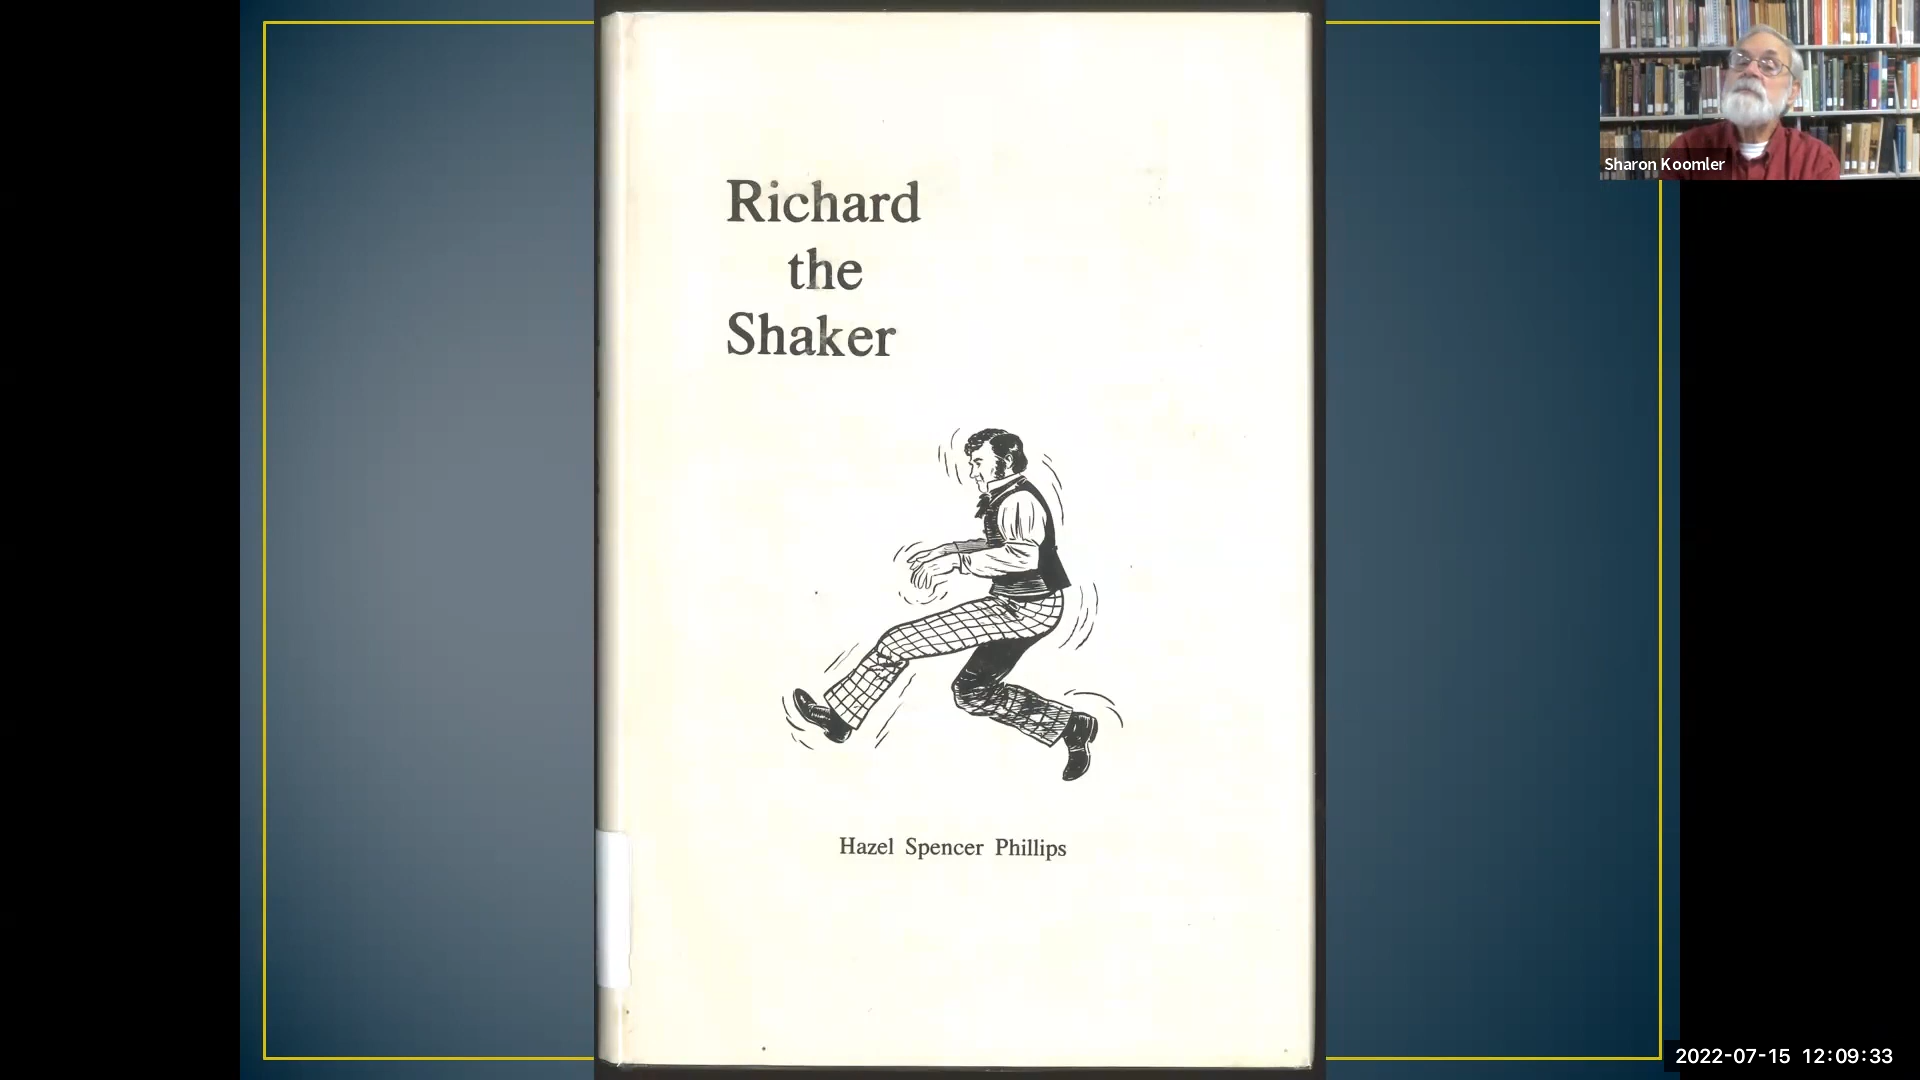 Richard
the
Shaker
Hazel Spencer Phillips
Sharon Koomler
2022-07-15 12:09:33